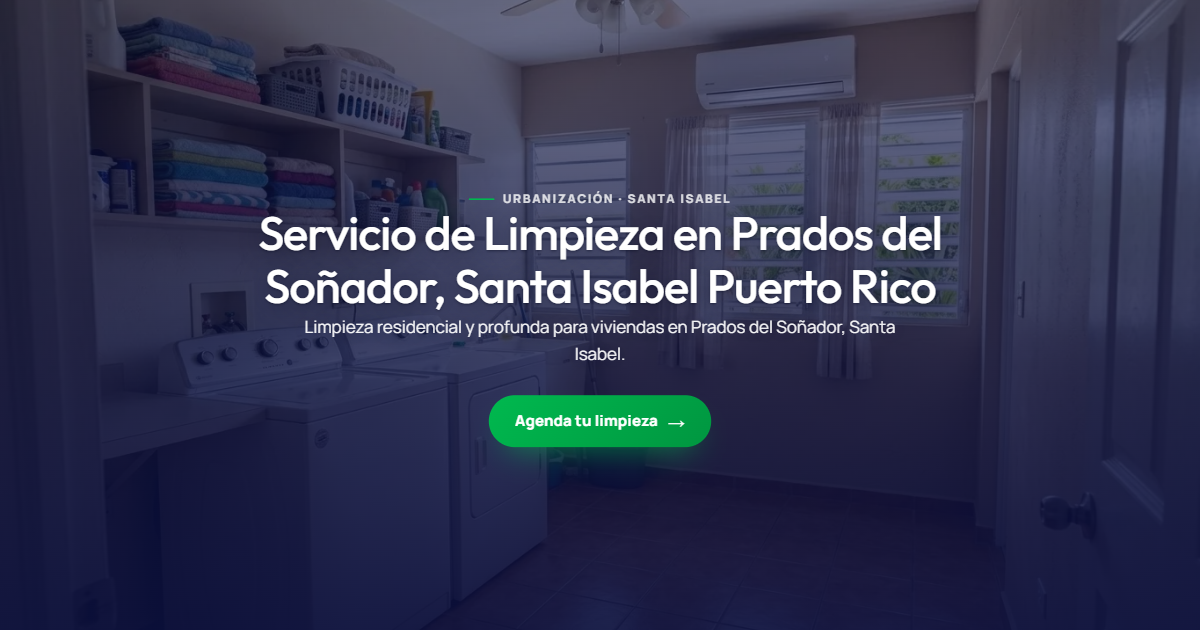 URBANIZACIÓN · SANTA ISABEL
Servicio de Limpieza en Prados del
Soñador, Santa Isabel Puerto Rico
Limpieza residencial y profunda para viviendas en Prados del Soñador, Santa
Isabel.
Agenda tu limpieza →